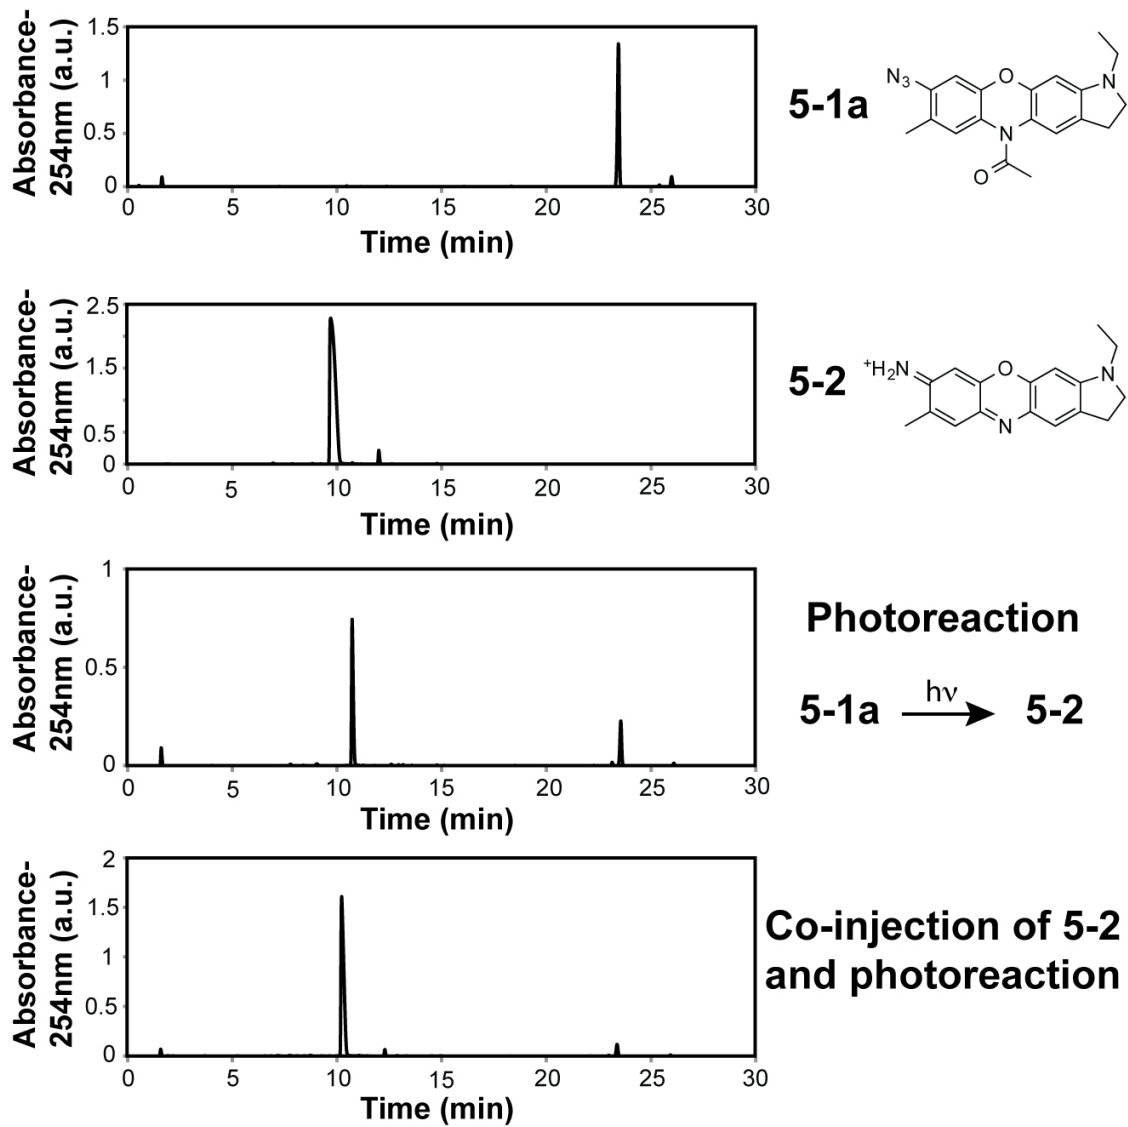 Absorbance-
254nm (a.u.)
1.5
1
0.5
0
0 5 10 15 20 25 30
Time (min)
5-1a
N3
O
N
N
O
Absorbance-
254nm (a.u.)
2.5
1.5
0.5
0
0 5 10 15 20 25 30
Time (min)
5-2
+H2N
O
N
N
Absorbance-
254nm (a.u.)
1
0.5
0
0 5 10 15 20 25 30
Time (min)
Photoreaction
hν
5-1a 5-2
Absorbance-
254nm (a.u.)
2
1.5
1
0.5
0
0 5 10 15 20 25 30
Time (min)
Co-injection of 5-2
and photoreaction